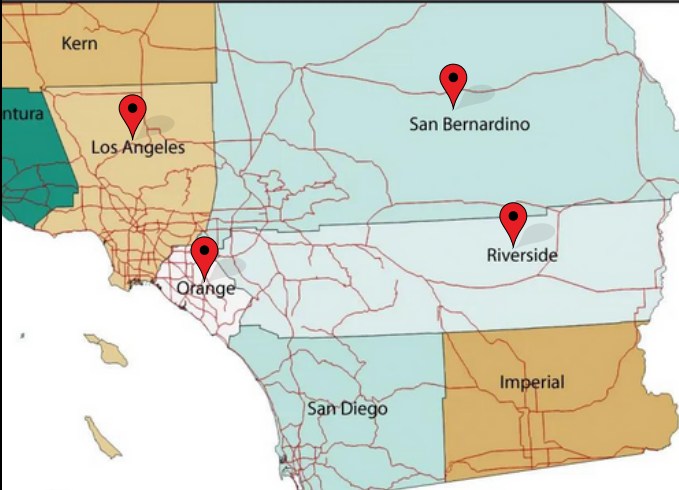 Kern
ntura
Los Angeles
San Bernardino
Riverside
Orange
Imperial
San Diego